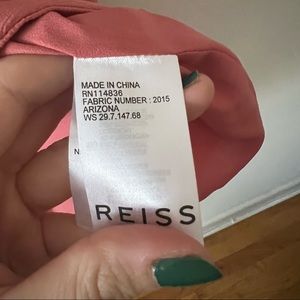 MADE IN CHINA
RN114836
FABRIC NUMBER : 2015
ARIZONA
WS 29.7.147.68
N
REISS